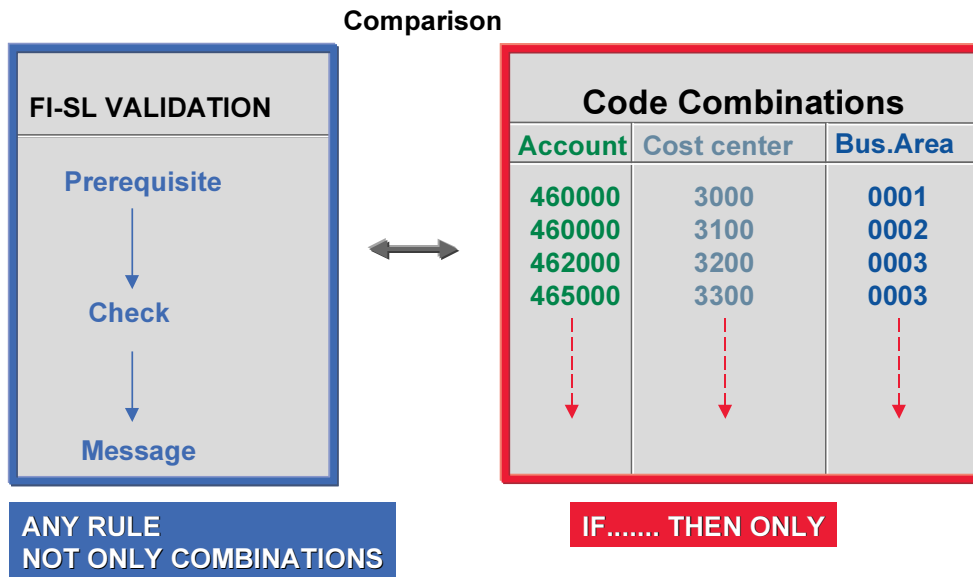 Comparison
FI-SL VALIDATION
Prerequisite
Check
Message
ANY RULE
NOT ONLY COMBINATIONS
Code Combinations
Account Cost center Bus.Area
460000 3000 0001
460000 3100 0002
462000 3200 0003
465000 3300 0003
IF....... THEN ONLY